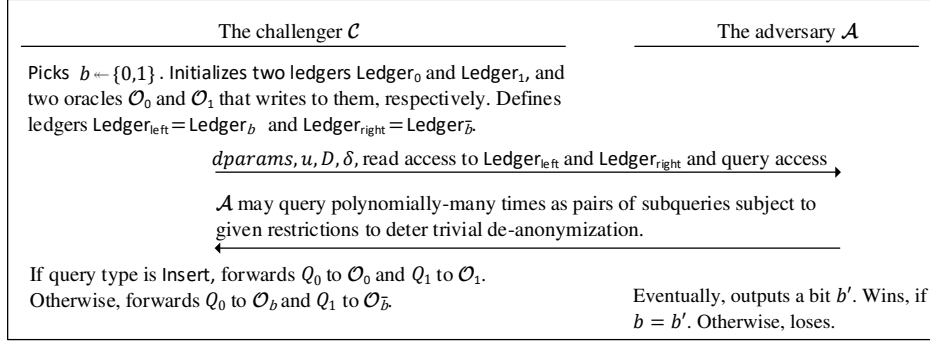 The challenger 𝒞
The adversary 𝒜
Picks b ↞ {0,1}. Initializes two ledgers Ledger₀ and Ledger₁, and
two oracles 𝒪₀ and 𝒪₁ that writes to them, respectively. Defines
ledgers Ledger_left = Ledger_b and Ledger_right = Ledger_b̄.
dparams, u, D, δ, read access to Ledger_left and Ledger_right and query access
𝒜 may query polynomially-many times as pairs of subqueries subject to
given restrictions to deter trivial de-anonymization.
If query type is Insert, forwards Q₀ to 𝒪₀ and Q₁ to 𝒪₁.
Otherwise, forwards Q₀ to 𝒪_b and Q₁ to 𝒪_b̄.
Eventually, outputs a bit b′. Wins, if
b = b′. Otherwise, loses.